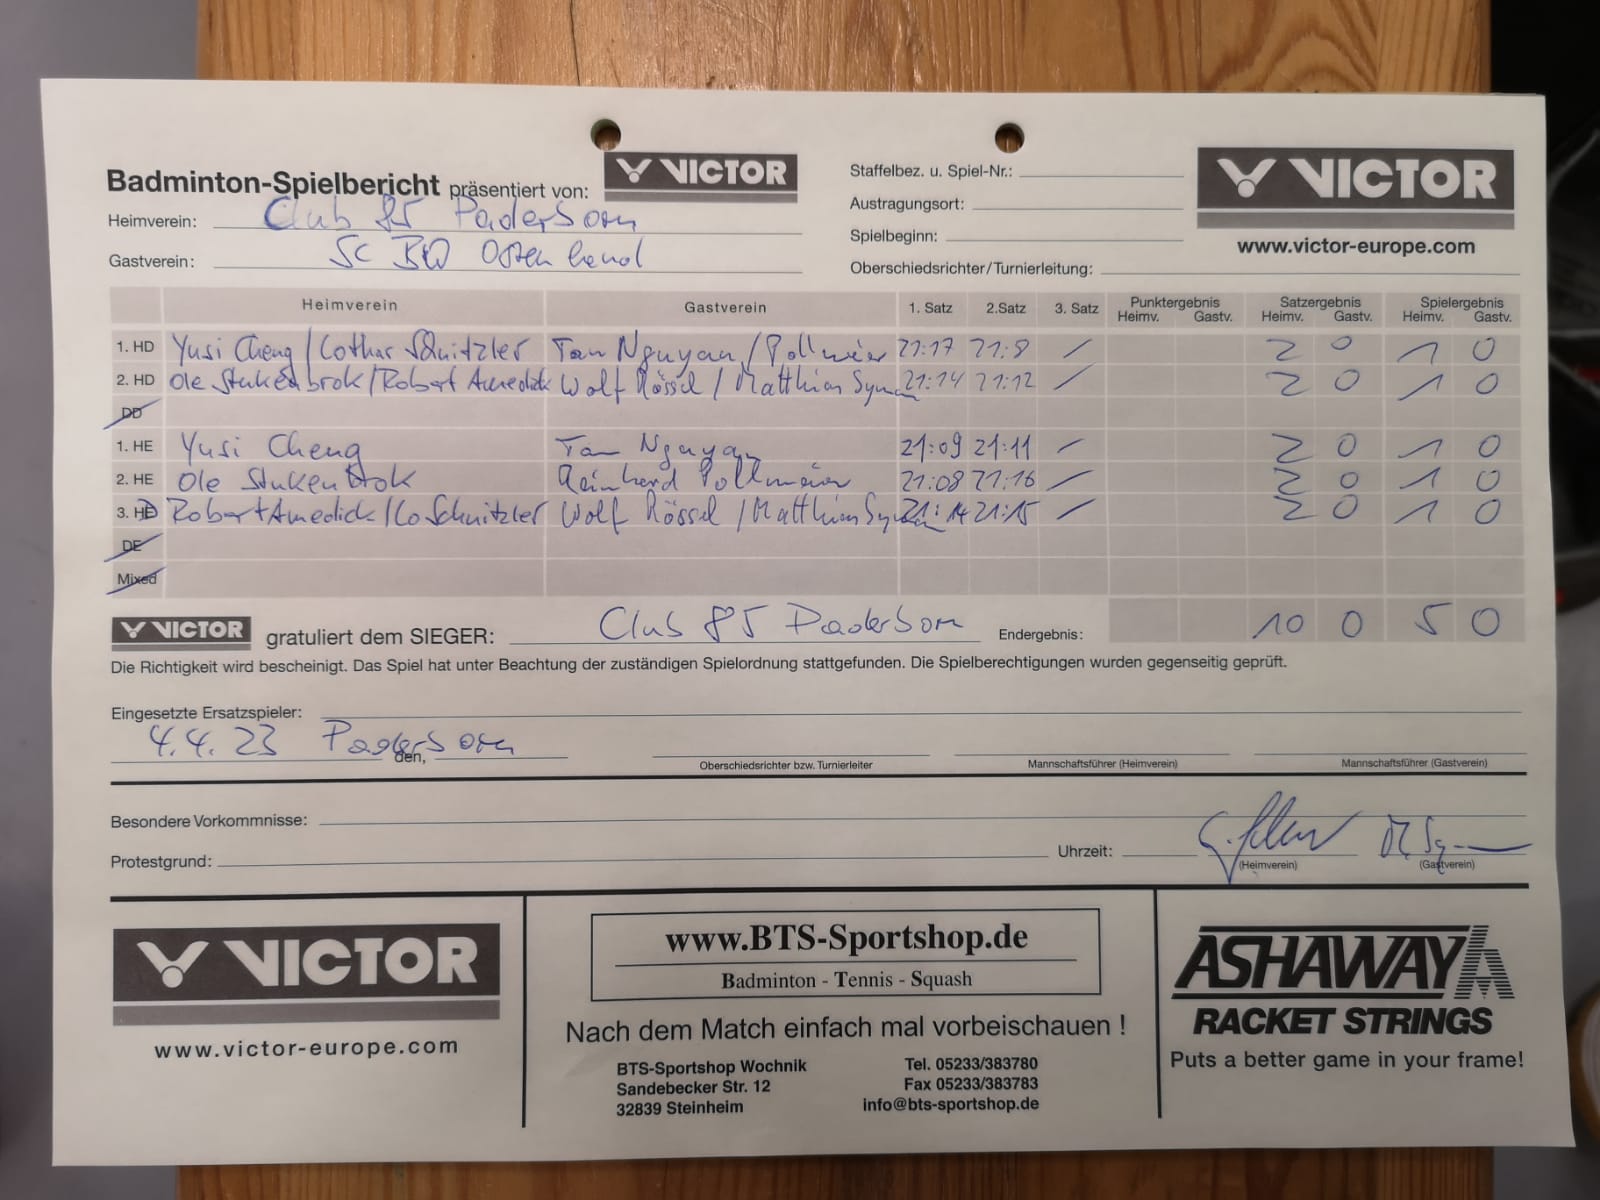 Badminton-Spielbericht präsentiert von: VICTOR
Heimverein: Club 85 Paderborn
Gastverein: SC BW Ostenland
Staffelbez. u. Spiel-Nr.:
Austragungsort:
Spielbeginn:
Oberschiedsrichter/Turnierleitung:
VICTOR
www.victor-europe.com
Heimverein Gastverein 1. Satz 2.Satz 3. Satz Punktergebnis Heimv. Gastv. Satzergebnis Heimv. Gastv. Spielergebnis Heimv. Gastv.
1. HD Yusi Cheng / Lothar Schnitzler Tan Nguyan / Pollmeier 21:17 21:8 / 2 0 1 0
2. HD Ole Stukenbrok / Robert Amedick Wolf Rössel / Matthias 21:14 21:12 / 2 0 1 0
DD
1. HE Yusi Cheng Tan Nguyan 21:09 21:11 / 2 0 1 0
2. HE Ole Stukenbrok Reinhard Pollmeier 21:08 21:16 / 2 0 1 0
3. HD Robert Amedick / Lo Schnitzler Wolf Rössel / Matthias 21:14 21:15 / 2 0 1 0
DE
Mixed
VICTOR gratuliert dem SIEGER: Club 85 Paderborn Endergebnis: 10 0 5 0
Die Richtigkeit wird bescheinigt. Das Spiel hat unter Beachtung der zuständigen Spielordnung stattgefunden. Die Spielberechtigungen wurden gegenseitig geprüft.
Eingesetzte Ersatzspieler:
4.4.23 Paderborn
den,
Oberschiedsrichter bzw. Turnierleiter Mannschaftsführer (Heimverein) Mannschaftsführer (Gastverein)
Besondere Vorkommnisse:
Protestgrund: Uhrzeit: (Heimverein) (Gastverein)
VICTOR
www.victor-europe.com
www.BTS-Sportshop.de
Badminton - Tennis - Squash
Nach dem Match einfach mal vorbeischauen !
BTS-Sportshop Wochnik
Sandebecker Str. 12
32839 Steinheim
Tel. 05233/383780
Fax 05233/383783
info@bts-sportshop.de
ASHAWAY
RACKET STRINGS
Puts a better game in your frame!